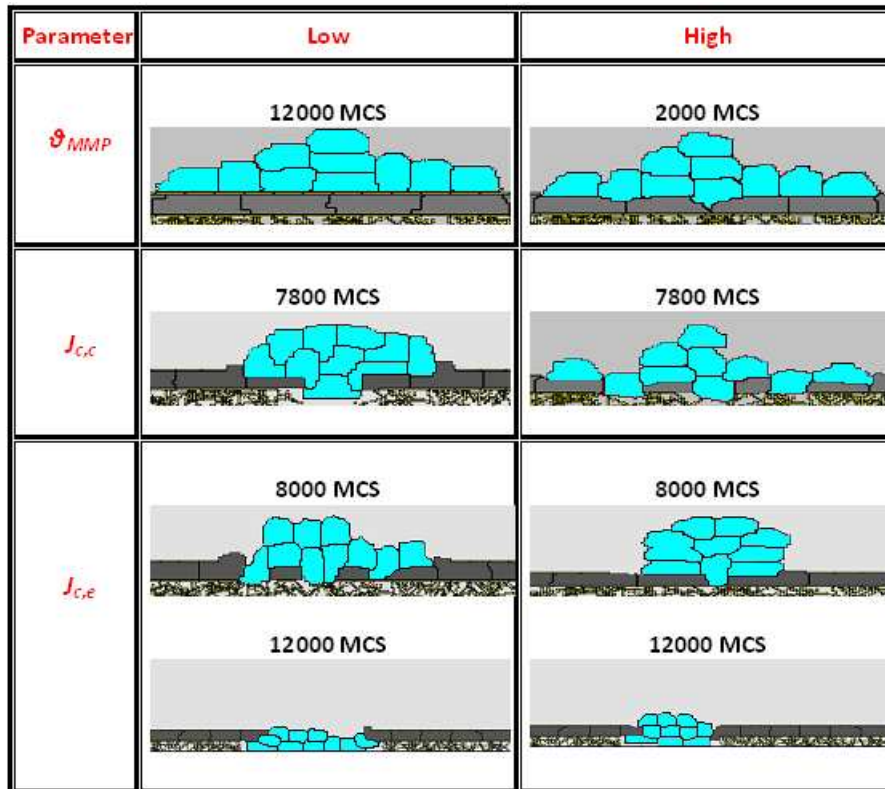 Parameter Low High
ϑMMP 12000 MCS 2000 MCS
Jc,c 7800 MCS 7800 MCS
Jc,e 8000 MCS 8000 MCS
12000 MCS 12000 MCS